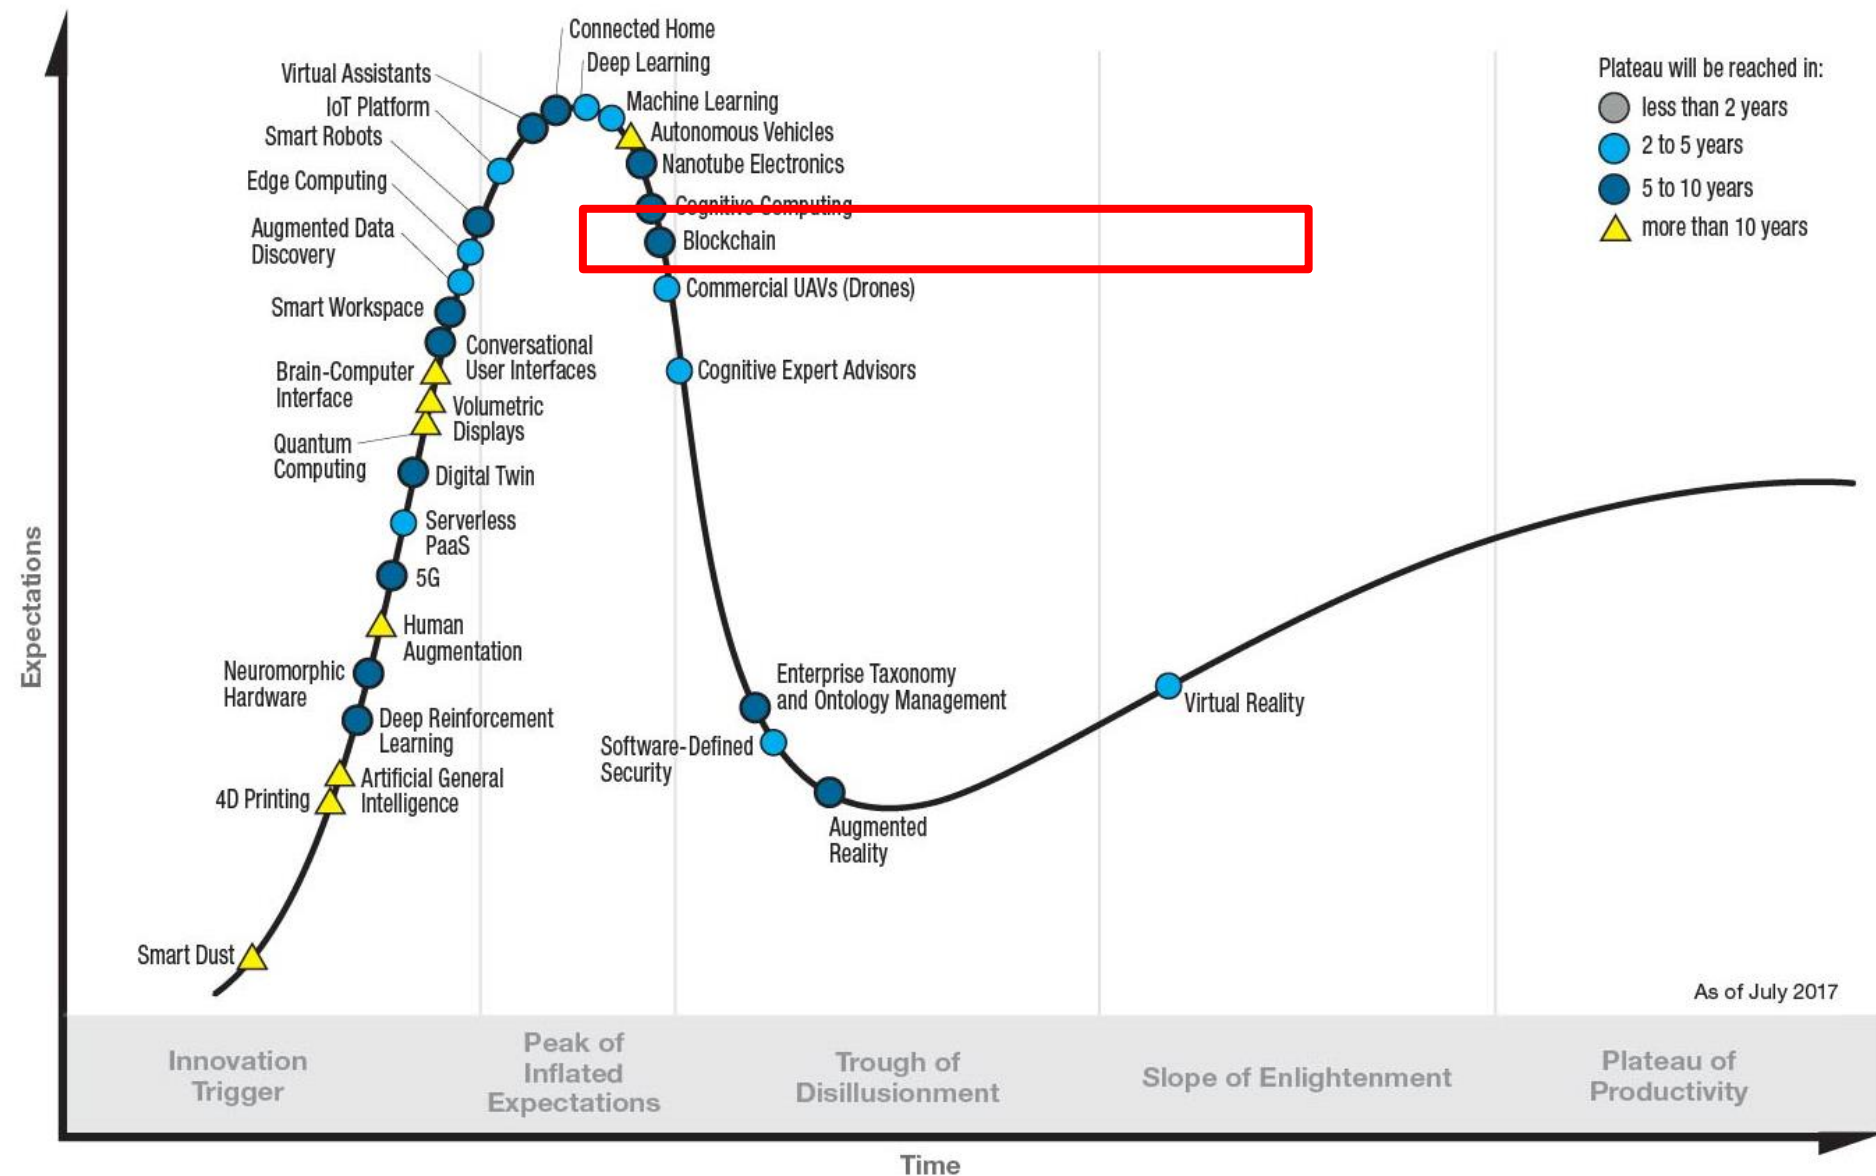 Connected Home
Deep Learning
Virtual Assistants
Machine Learning
IoT Platform
Autonomous Vehicles
Smart Robots
Nanotube Electronics
Edge Computing
Cognitive Computing
Augmented Data
Discovery
Blockchain
Commercial UAVs (Drones)
Smart Workspace
Conversational
User Interfaces
Cognitive Expert Advisors
Brain-Computer
Interface
Volumetric
Displays
Quantum
Computing
Digital Twin
Serverless
PaaS
5G
Human
Augmentation
Neuromorphic
Hardware
Deep Reinforcement
Learning
Artificial General
Intelligence
4D Printing
Smart Dust
Enterprise Taxonomy
and Ontology Management
Software-Defined
Security
Augmented
Reality
Virtual Reality
Plateau will be reached in:
less than 2 years
2 to 5 years
5 to 10 years
more than 10 years
As of July 2017
Expectations
Innovation
Trigger
Peak of
Inflated
Expectations
Trough of
Disillusionment
Slope of Enlightenment
Plateau of
Productivity
Time